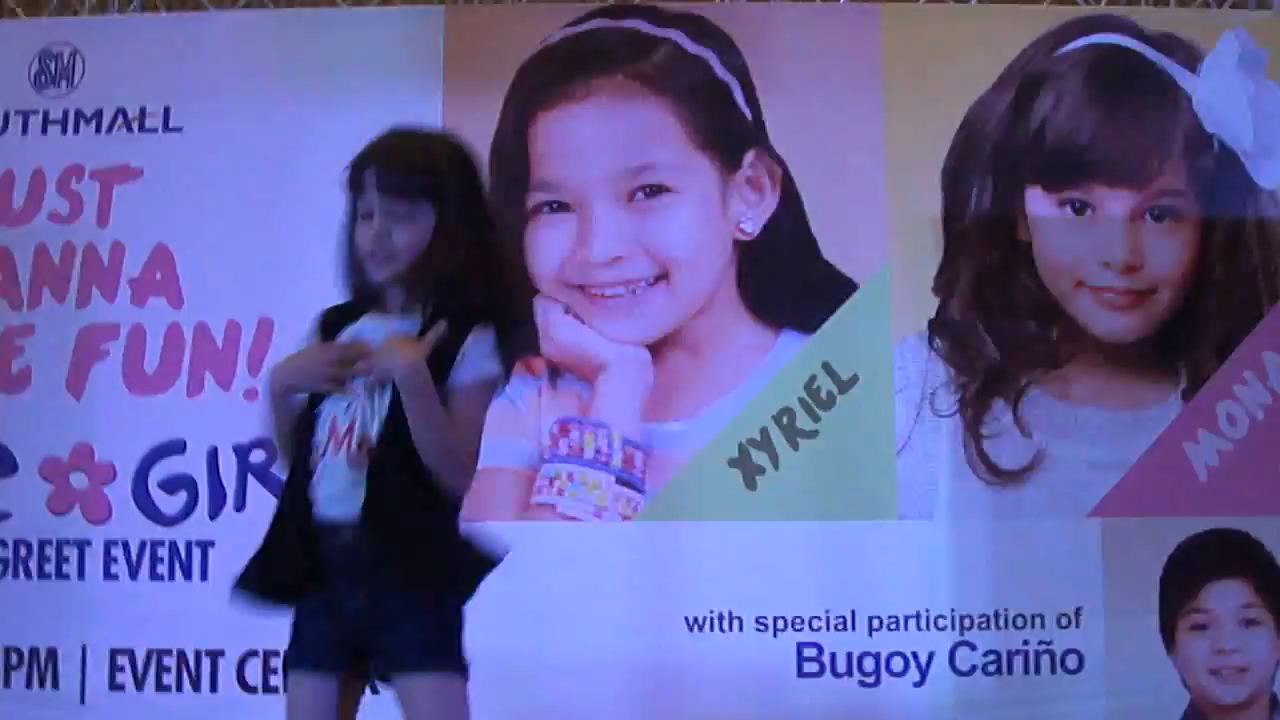 SM
UTHMALL
UST
ANNA
E FUN!
GIR
GREET EVENT
PM | EVENT CE
XYRIEL
MONA
with special participation of
Bugoy Cariño